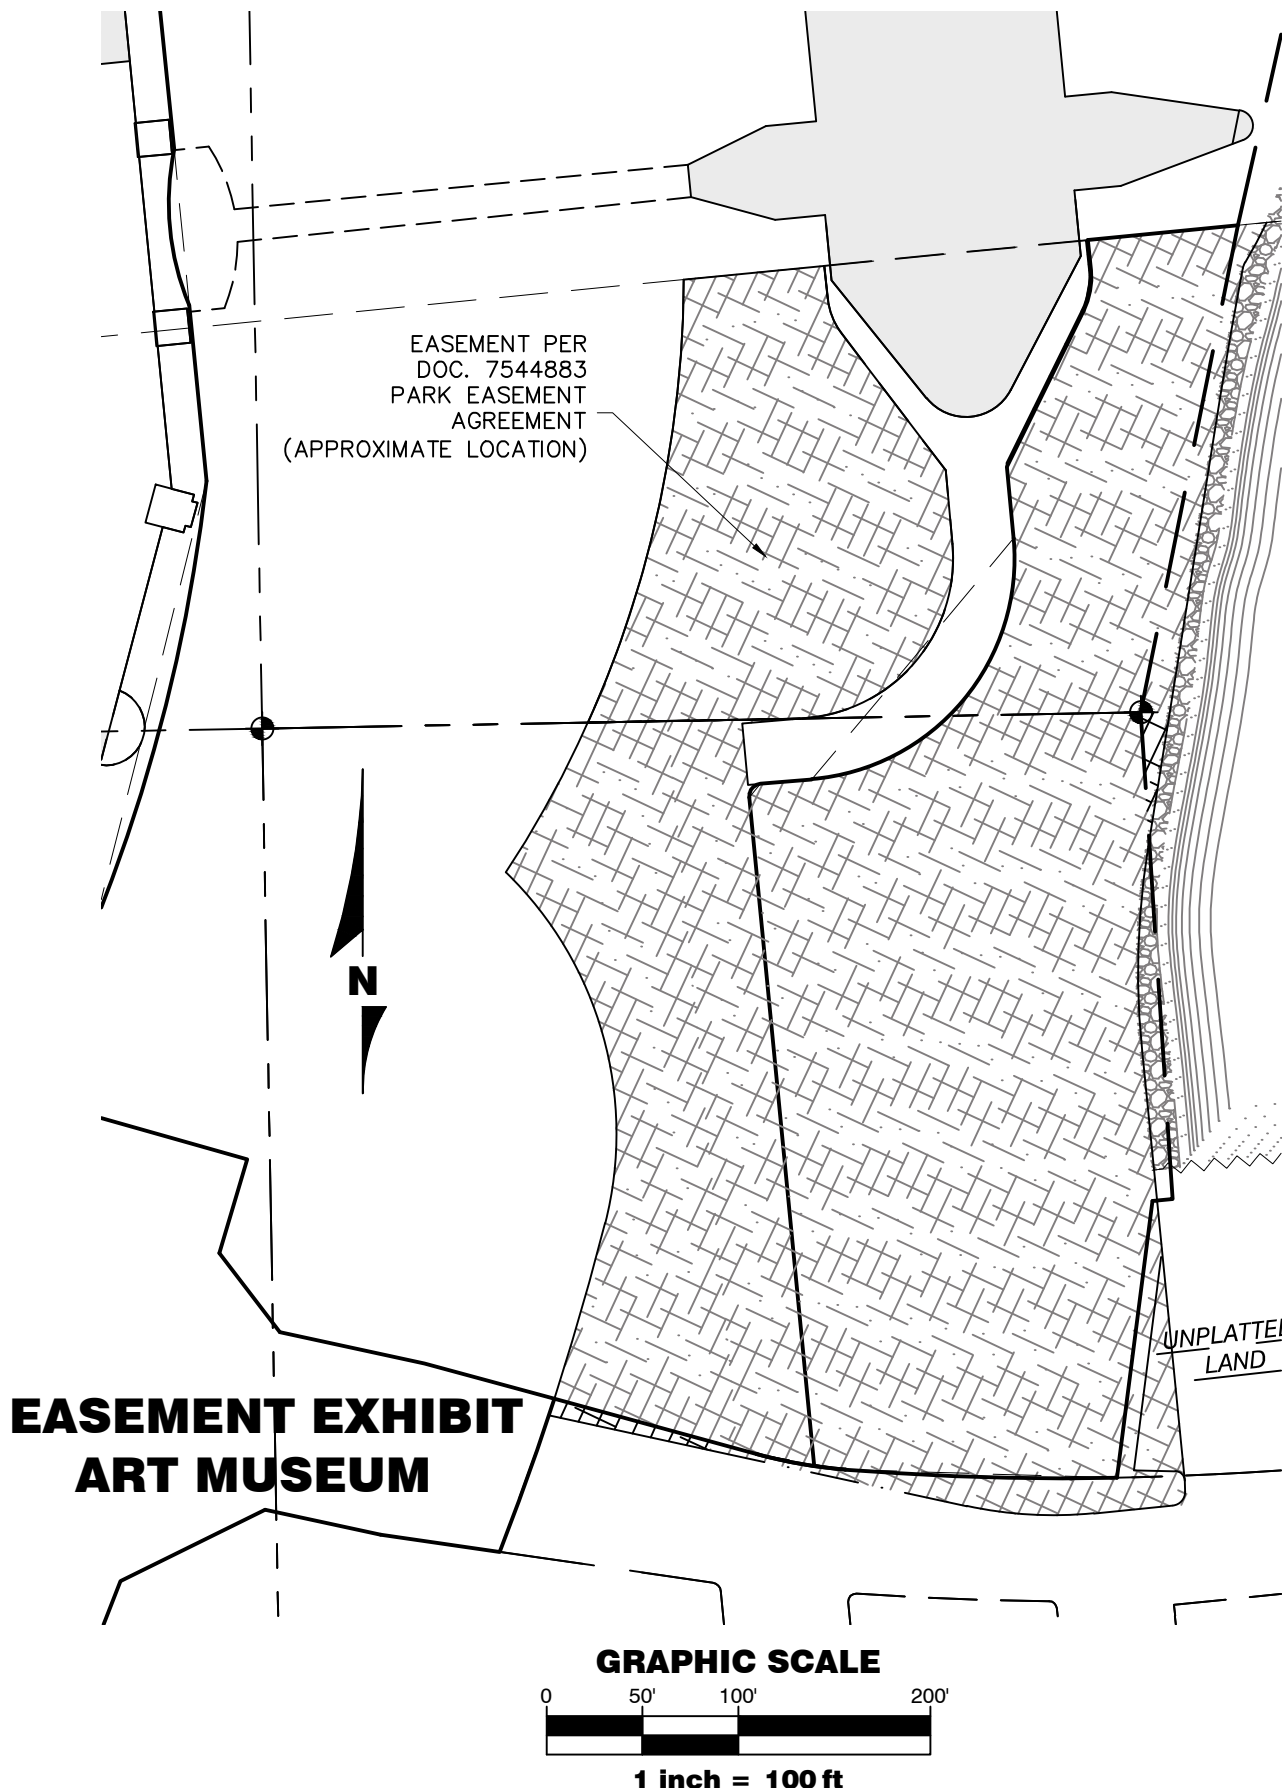 EASEMENT PER
DOC. 7544883
PARK EASEMENT
AGREEMENT
(APPROXIMATE LOCATION)
N
UNPLATTED
LAND
EASEMENT EXHIBIT
ART MUSEUM
GRAPHIC SCALE
0 50' 100' 200'
1 inch = 100 ft